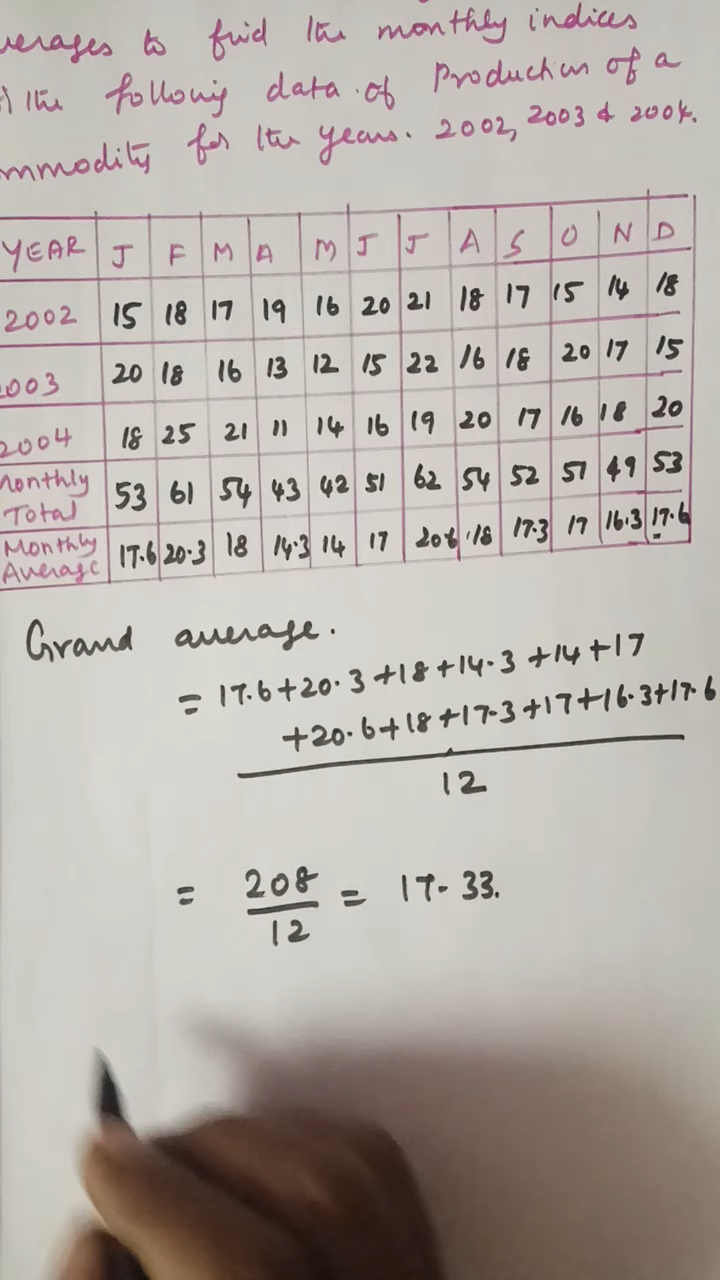 verages to find the monthly indices
the following data of Production of a
mmodity for the years. 2002, 2003 & 2004.
YEAR J F M A M J J A S O N D
2002 15 18 17 19 16 20 21 18 17 15 14 18
2003 20 18 16 13 12 15 22 16 18 20 17 15
2004 18 25 21 11 14 16 19 20 17 16 18 20
Monthly Total 53 61 54 43 42 51 62 54 52 51 49 53
Monthly Average 17.6 20.3 18 14.3 14 17 20.6 18 17.3 17 16.3 17.6
Grand average.
= 17.6+20.3+18+14.3+14+17
+20.6+18+17.3+17+16.3+17.6
12
= 208/12 = 17.33.